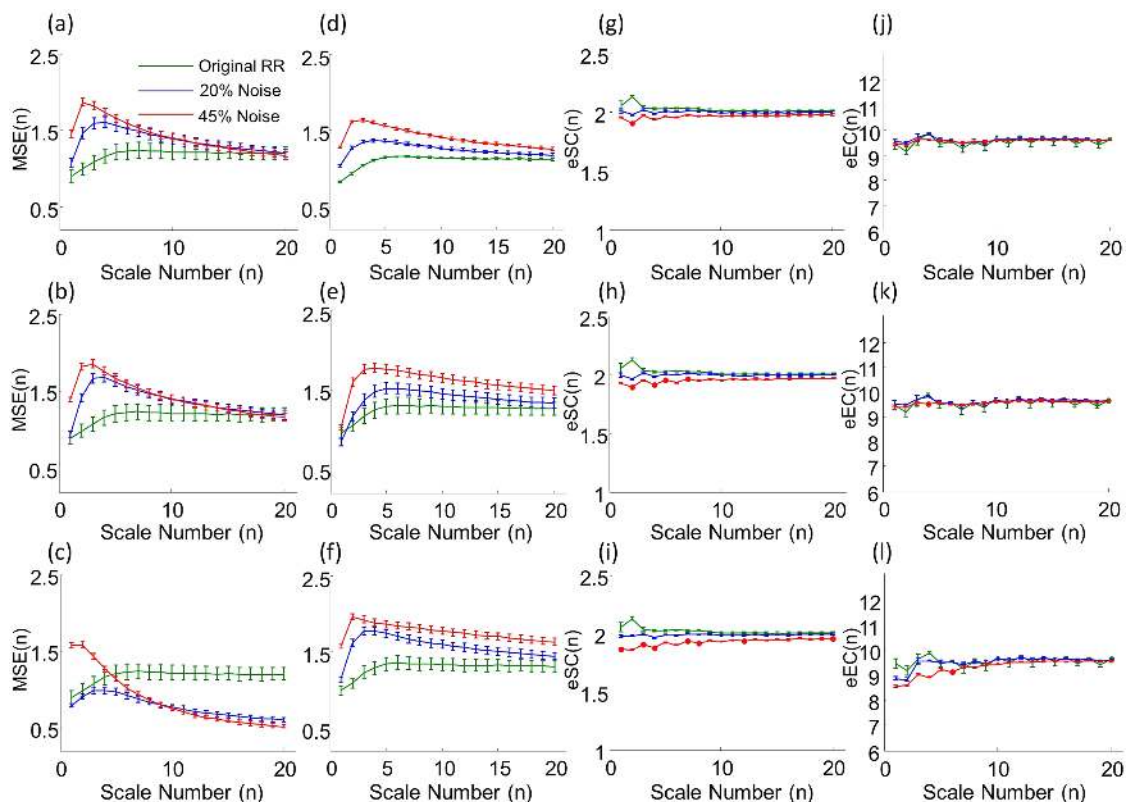 (a)
2.5
MSE(n)
1.5
0.5
0
10
20
Scale Number (n)
Original RR
20% Noise
45% Noise
(d)
2.5
1.5
0.5
0
5
10
15
20
Scale Number (n)
(g)
2.5
eSC(n)
2
1.5
1
0
10
20
Scale Number (n)
(j)
12
11
eEC(n)
10
9
8
7
6
0
10
20
Scale Number (n)
(b)
2.5
MSE(n)
1.5
0.5
0
10
20
Scale Number (n)
(e)
2.5
1.5
0.5
0
5
10
15
20
Scale Number (n)
(h)
2.5
eSC(n)
2
1.5
1
0
10
20
Scale Number (n)
(k)
12
11
eEC(n)
10
9
8
7
6
0
10
20
Scale Number (n)
(c)
2.5
MSE(n)
1.5
0.5
0
10
20
Scale Number (n)
(f)
2.5
1.5
0.5
0
5
10
15
20
Scale Number (n)
(i)
2.5
eSC(n)
2
1.5
1
0
10
20
Scale Number (n)
(l)
12
11
eEC(n)
10
9
8
7
6
0
10
20
Scale Number (n)